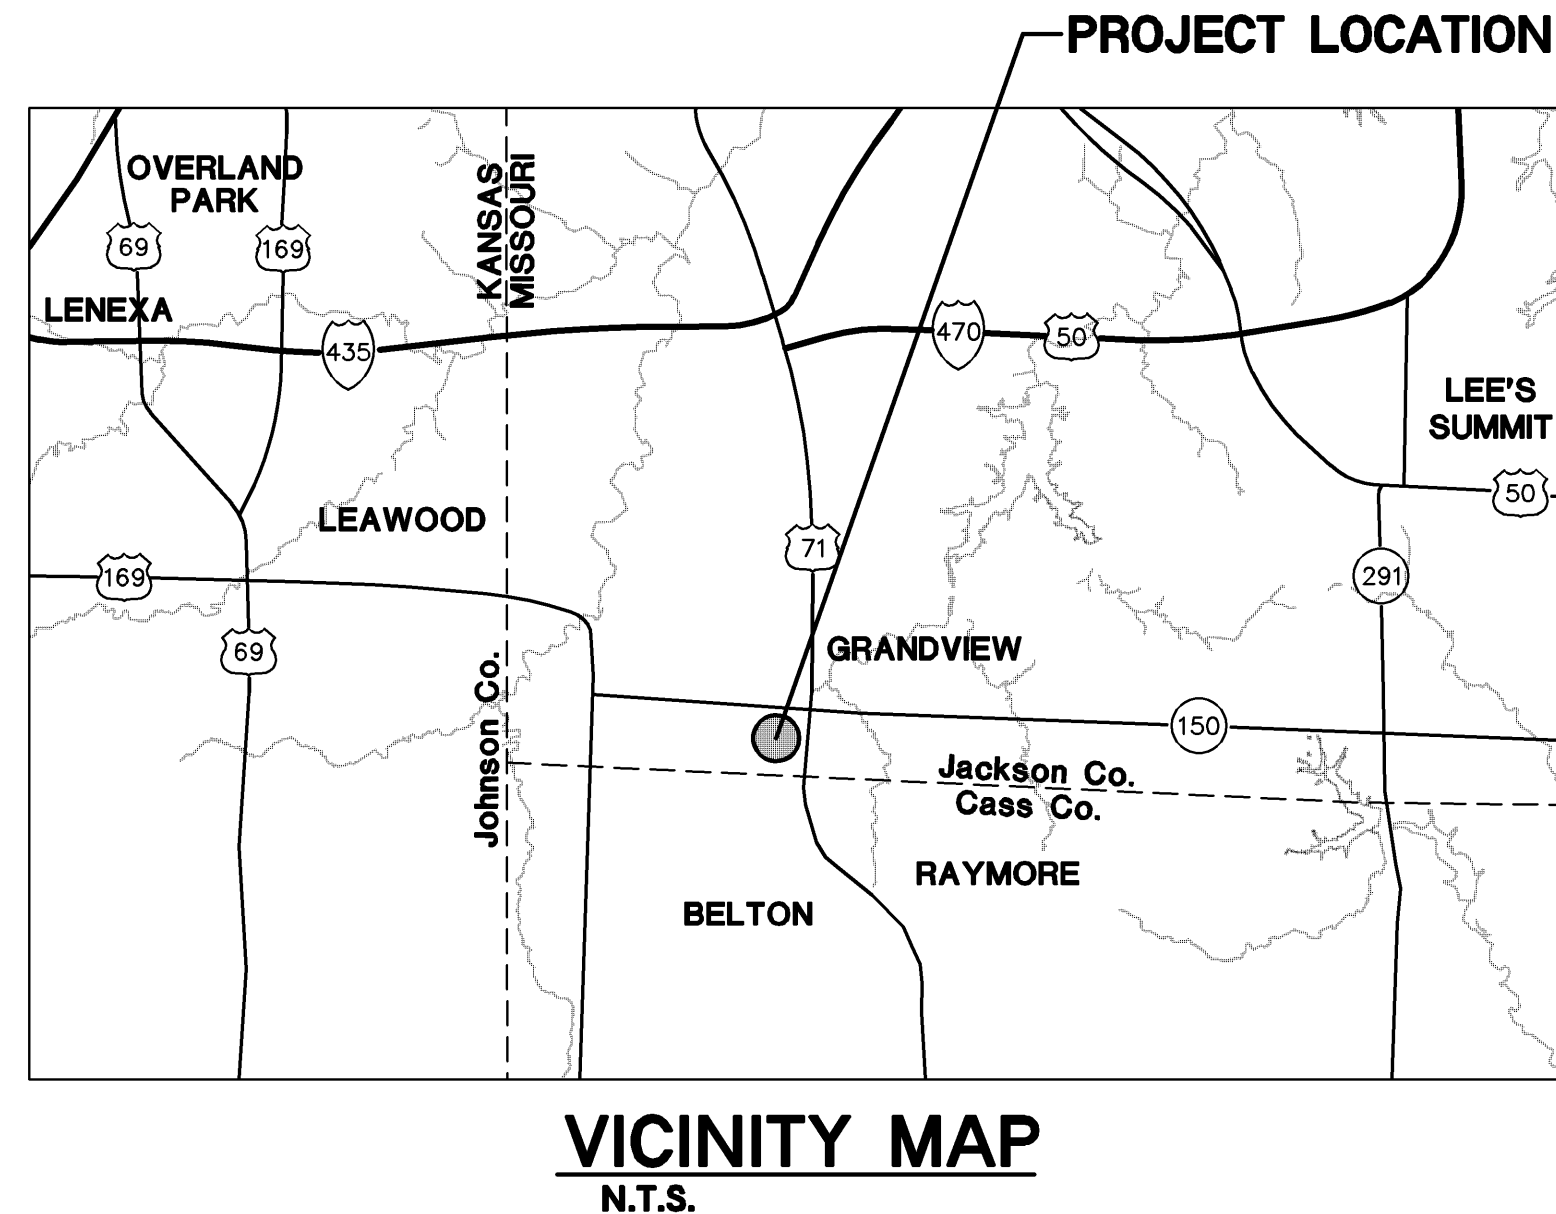 PROJECT LOCATION
OVERLAND
PARK
KANSAS
MISSOURI
69
169
LENEXA
435
470
50
LEE'S
SUMMIT
50
LEAWOOD
71
169
291
69
GRANDVIEW
Johnson Co.
150
Jackson Co.
Cass Co.
RAYMORE
BELTON
VICINITY MAP
N.T.S.